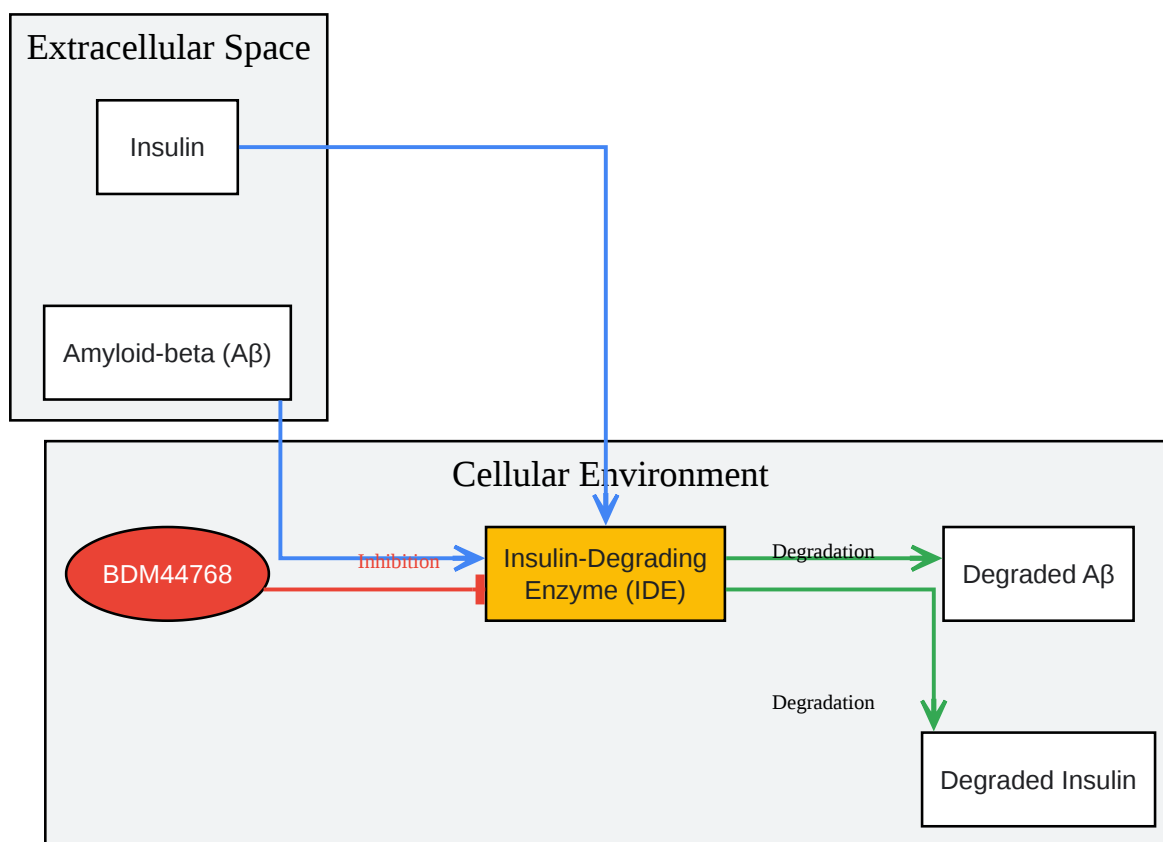 Extracellular Space
Insulin
Amyloid-beta (Aβ)
Cellular Environment
BDM44768
Inhibition
Insulin-Degrading
Enzyme (IDE)
Degradation
Degraded Aβ
Degradation
Degraded Insulin